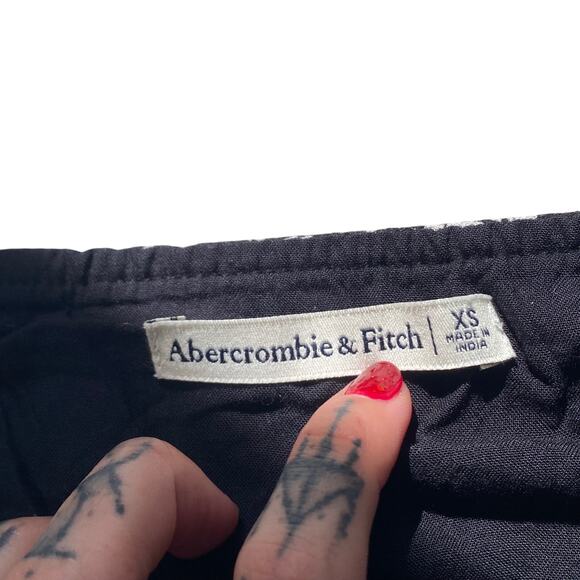 Abercrombie & Fitch | XS
MADE IN
INDIA